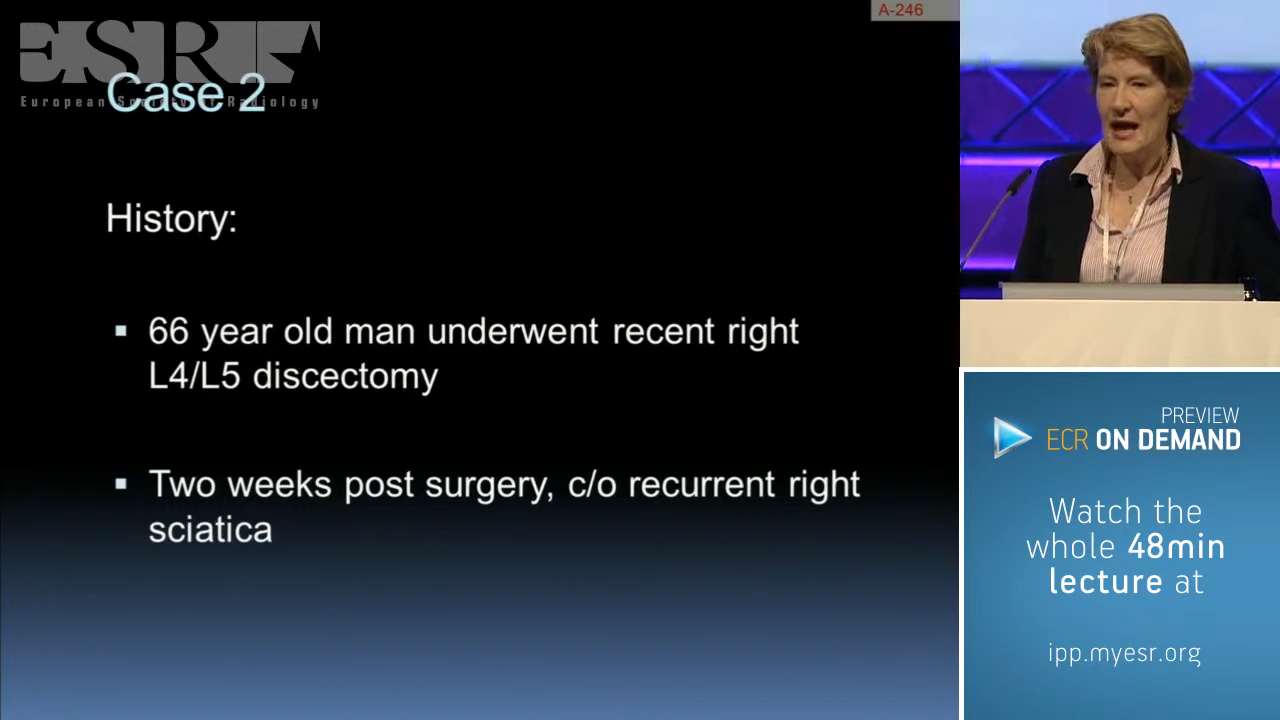 A-246
ESR
European Society of Radiology
Case 2
History:
▪ 66 year old man underwent recent right
L4/L5 discectomy
▪ Two weeks post surgery, c/o recurrent right
sciatica
PREVIEW
ECR ON DEMAND
Watch the
whole 48min
lecture at
ipp.myesr.org